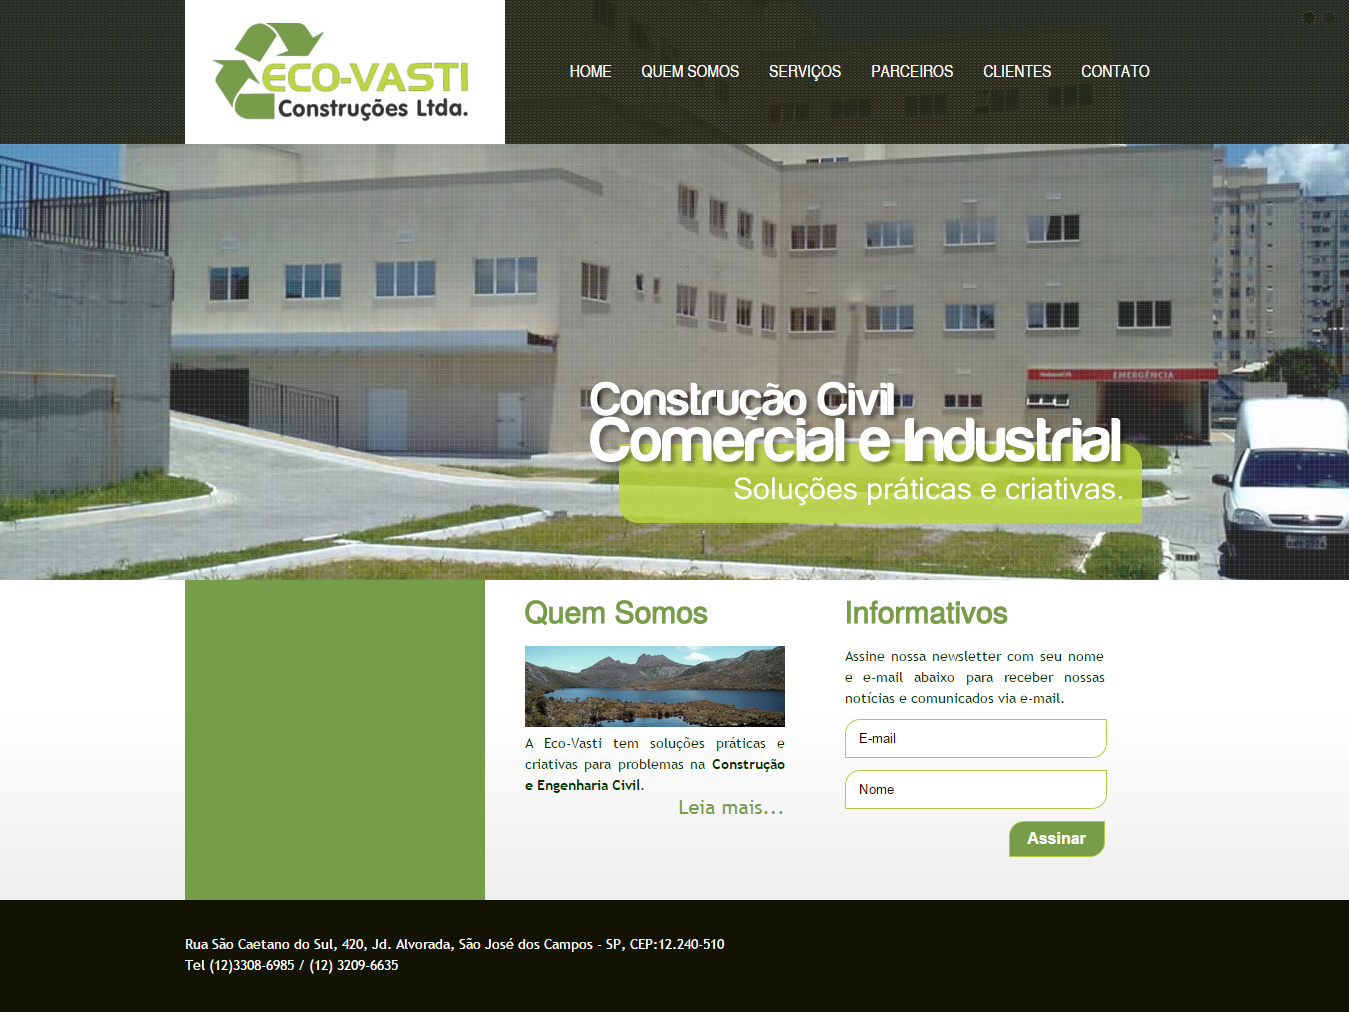 ECO-VASTI
Construções Ltda.
HOME QUEM SOMOS SERVIÇOS PARCEIROS CLIENTES CONTATO
EMERGÊNCIA
Construção Civil
Comercial e Industrial
Soluções práticas e criativas.
Quem Somos
A Eco-Vasti tem soluções práticas e
criativas para problemas na Construção
e Engenharia Civil.
Leia mais...
Informativos
Assine nossa newsletter com seu nome
e e-mail abaixo para receber nossas
notícias e comunicados via e-mail.
E-mail
Nome
Assinar
Rua São Caetano do Sul, 420, Jd. Alvorada, São José dos Campos - SP, CEP:12.240-510
Tel (12)3308-6985 / (12) 3209-6635